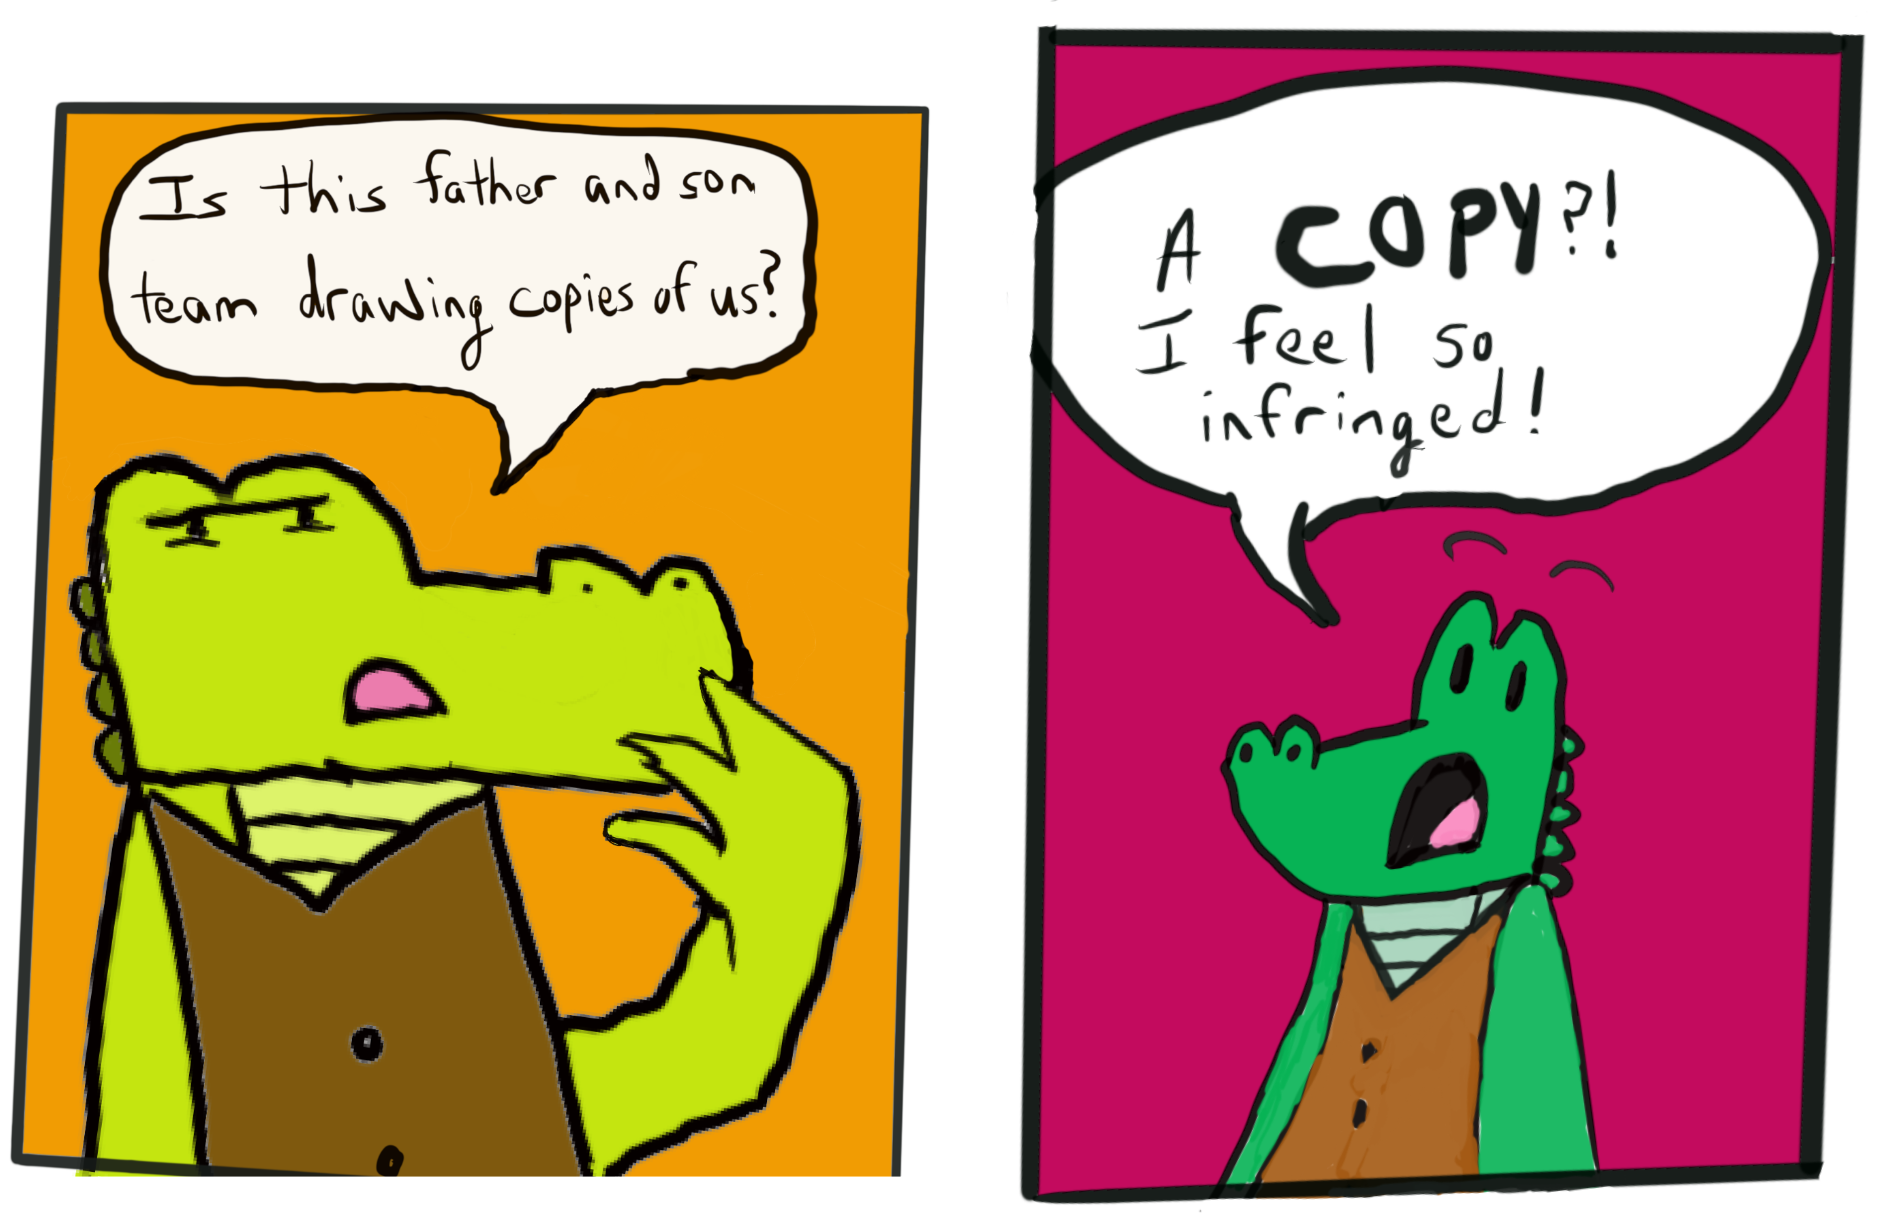 Is this father and son
team drawing copies of us?
A COPY?!
I feel so
infringed!